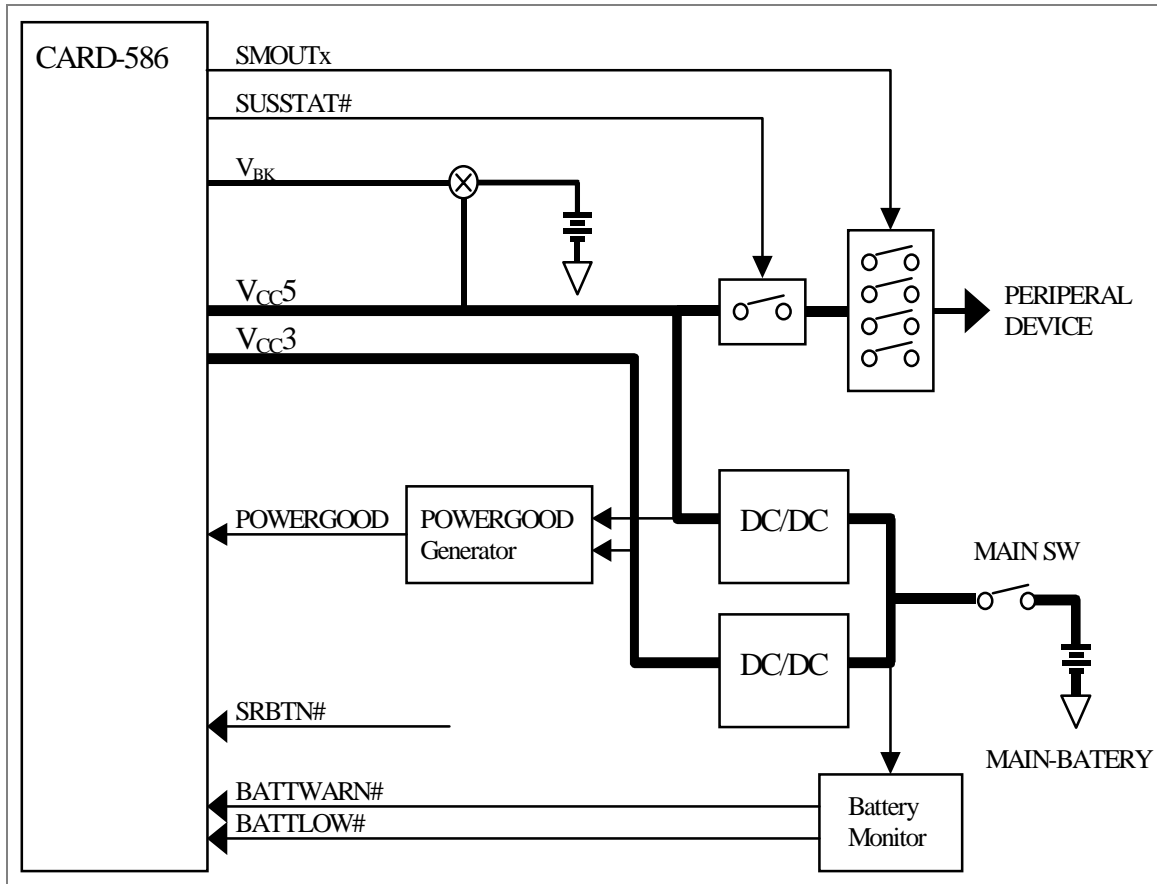 CARD-586
SMOUTx
SUSSTAT#
VBK
VCC5
VCC3
PERIPERAL
DEVICE
POWERGOOD
POWERGOOD
Generator
DC/DC
MAIN SW
DC/DC
SRBTN#
MAIN-BATERY
BATTWARN#
BATTLOW#
Battery
Monitor